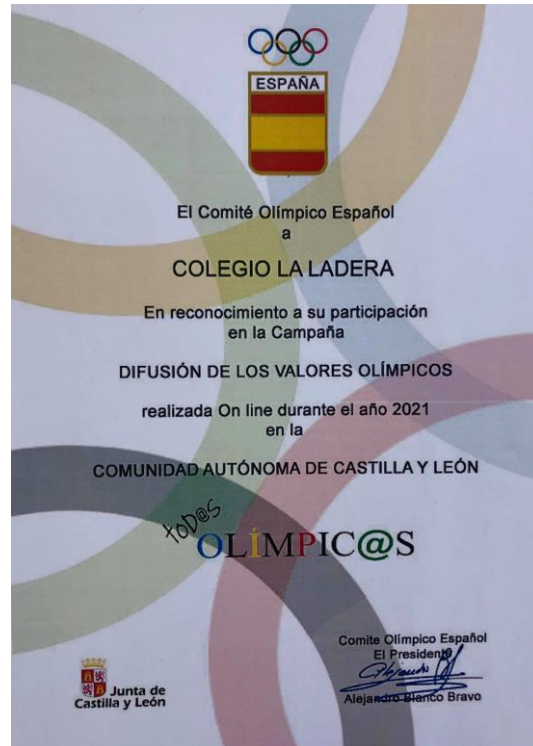 ESPAÑA
El Comité Olímpico Español
a
COLEGIO LA LADERA
En reconocimiento a su participación
en la Campaña
DIFUSIÓN DE LOS VALORES OLÍMPICOS
realizada On line durante el año 2021
en la
COMUNIDAD AUTÓNOMA DE CASTILLA Y LEÓN
toD@s
OLÍMPIC@S
Comite Olímpico Español
El Presidente
Alejandro Blanco Bravo
Junta de
Castilla y León